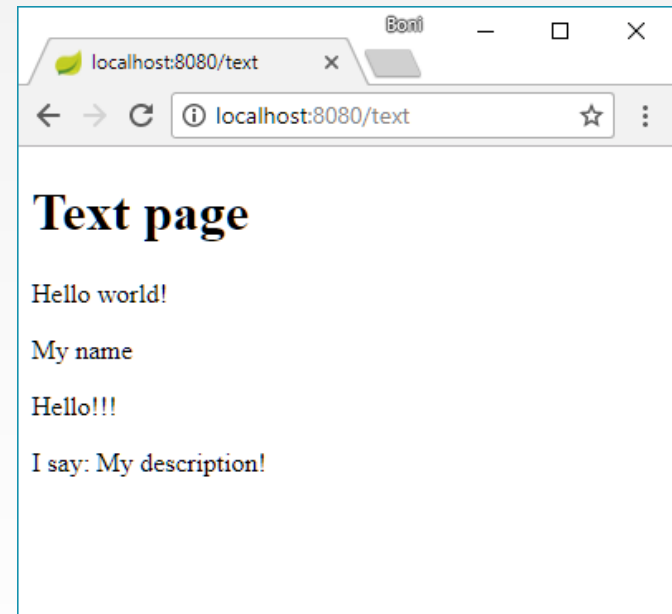 Boni
localhost:8080/text
localhost:8080/text
Text page
Hello world!
My name
Hello!!!
I say: My description!